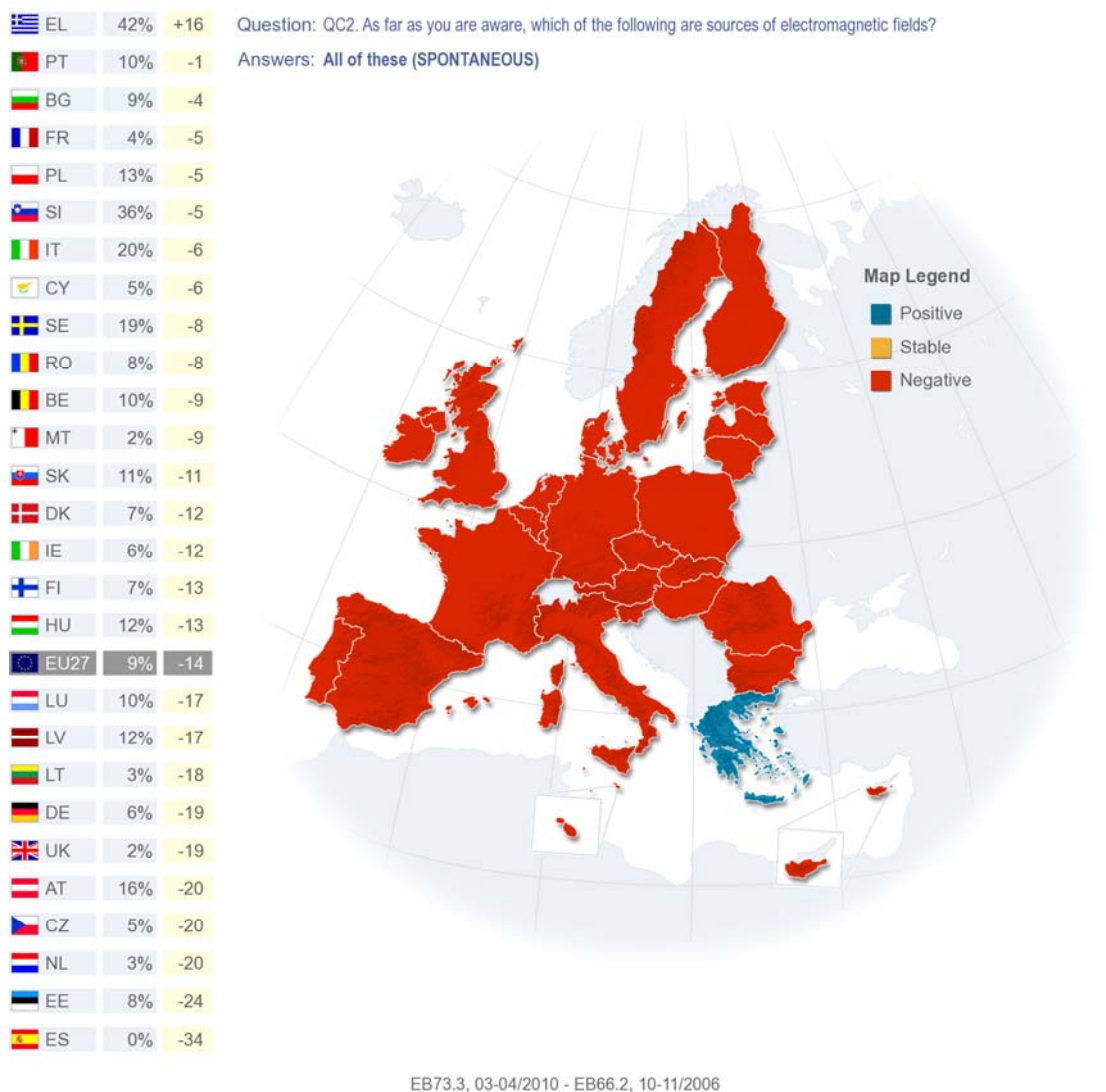 EL 42% +16
PT 10% -1
BG 9% -4
FR 4% -5
PL 13% -5
SI 36% -5
IT 20% -6
CY 5% -6
SE 19% -8
RO 8% -8
BE 10% -9
MT 2% -9
SK 11% -11
DK 7% -12
IE 6% -12
FI 7% -13
HU 12% -13
EU27 9% -14
LU 10% -17
LV 12% -17
LT 3% -18
DE 6% -19
UK 2% -19
AT 16% -20
CZ 5% -20
NL 3% -20
EE 8% -24
ES 0% -34
Question: QC2. As far as you are aware, which of the following are sources of electromagnetic fields?
Answers: All of these (SPONTANEOUS)
Map Legend
Positive
Stable
Negative
EB73.3, 03-04/2010 - EB66.2, 10-11/2006